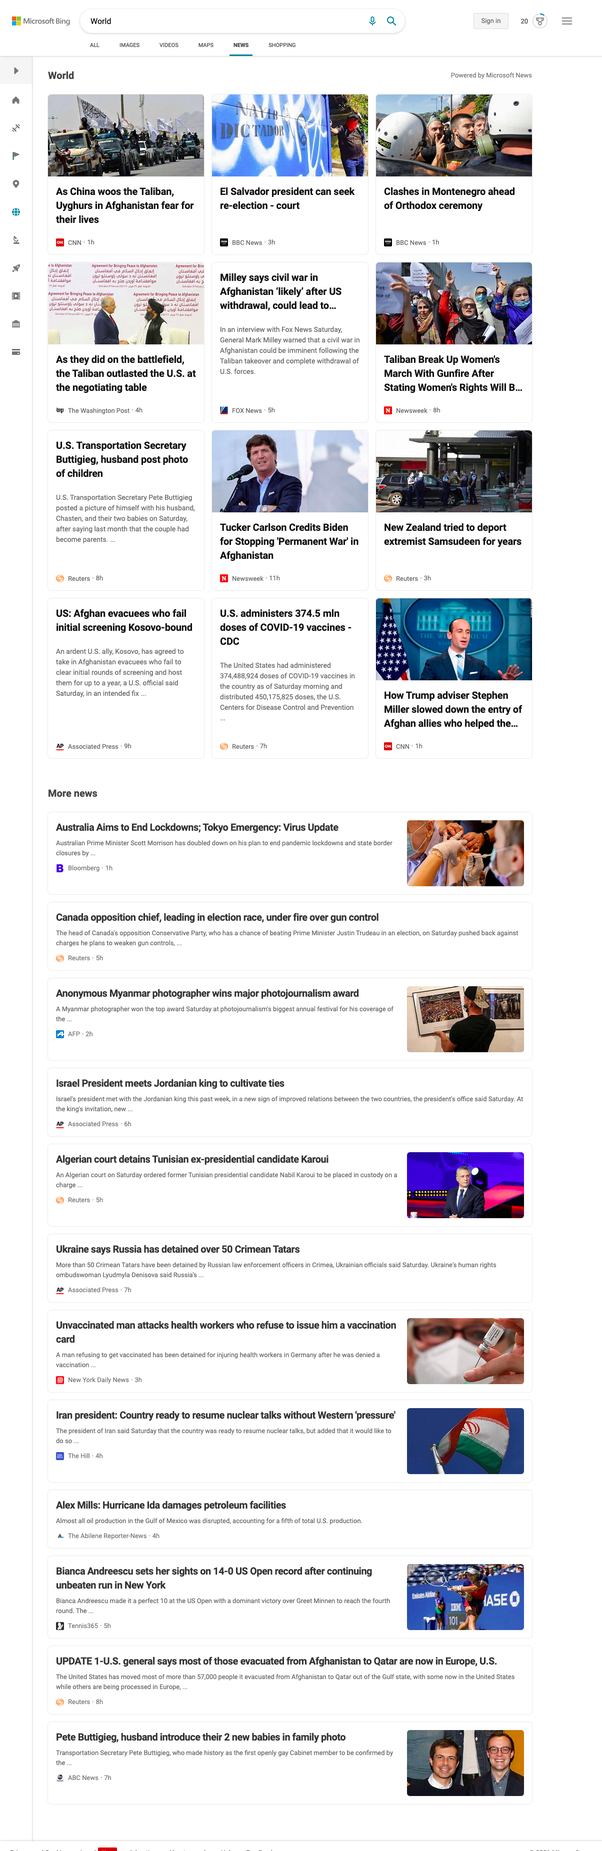 Microsoft Bing
World
Sign in
20
ALL
IMAGES
VIDEOS
MAPS
NEWS
SHOPPING
World
Powered by Microsoft News
As China woos the Taliban,
Uyghurs in Afghanistan fear for
their lives
CNN · 1h
NAYIB
DICTADOR
El Salvador president can seek
re-election - court
BBC News · 3h
Clashes in Montenegro ahead
of Orthodox ceremony
BBC News · 1h
As they did on the battlefield,
the Taliban outlasted the U.S. at
the negotiating table
The Washington Post · 4h
Milley says civil war in
Afghanistan 'likely' after US
withdrawal, could lead to...
In an interview with Fox News Saturday,
General Mark Milley warned that a civil war in
Afghanistan could be imminent following the
Taliban takeover and complete withdrawal of
U.S. forces.
FOX News · 5h
Taliban Break Up Women's
March With Gunfire After
Stating Women's Rights Will B...
Newsweek · 8h
U.S. Transportation Secretary
Buttigieg, husband post photo
of children
U.S. Transportation Secretary Pete Buttigieg
posted a picture of himself with his husband,
Chasten, and their two babies on Saturday,
after saying last month that the couple had
become parents. ...
Reuters · 8h
Tucker Carlson Credits Biden
for Stopping 'Permanent War' in
Afghanistan
Newsweek · 11h
New Zealand tried to deport
extremist Samsudeen for years
Reuters · 3h
US: Afghan evacuees who fail
initial screening Kosovo-bound
An ardent U.S. ally, Kosovo, has agreed to
take in Afghanistan evacuees who fail to
clear initial rounds of screening and host
them for up to a year, a U.S. official said
Saturday, in an intended fix ...
Associated Press · 9h
U.S. administers 374.5 mln
doses of COVID-19 vaccines -
CDC
The United States had administered
374,488,924 doses of COVID-19 vaccines in
the country as of Saturday morning and
distributed 450,175,825 doses, the U.S.
Centers for Disease Control and Prevention
...
Reuters · 7h
How Trump adviser Stephen
Miller slowed down the entry of
Afghan allies who helped the...
CNN · 1h
More news
Australia Aims to End Lockdowns; Tokyo Emergency: Virus Update
Australian Prime Minister Scott Morrison has doubled down on his plan to end pandemic lockdowns and state border
closures by ...
Bloomberg · 1h
Canada opposition chief, leading in election race, under fire over gun control
The head of Canada's opposition Conservative Party, who has a chance of beating Prime Minister Justin Trudeau in an election, on Saturday pushed back against
charges he plans to weaken gun controls, ...
Reuters · 5h
Anonymous Myanmar photographer wins major photojournalism award
A Myanmar photographer won the top award Saturday at photojournalism's biggest annual festival for his coverage of
the ...
AFP · 2h
Israel President meets Jordanian king to cultivate ties
Israel's president met with the Jordanian king this past week, in a new sign of improved relations between the two countries, the president's office said Saturday. At
the king's invitation, new ...
Associated Press · 6h
Algerian court detains Tunisian ex-presidential candidate Karoui
An Algerian court on Saturday ordered former Tunisian presidential candidate Nabil Karoui to be placed in custody on a
charge ...
Reuters · 5h
Ukraine says Russia has detained over 50 Crimean Tatars
More than 50 Crimean Tatars have been detained by Russian law enforcement officers in Crimea, Ukrainian officials said Saturday. Ukraine's human rights
ombudswoman Lyudmyla Denisova said Russia's ...
Associated Press · 7h
Unvaccinated man attacks health workers who refuse to issue him a vaccination
card
A man refusing to get vaccinated has been detained for injuring health workers in Germany after he was denied a
vaccination ...
New York Daily News · 3h
Iran president: Country ready to resume nuclear talks without Western 'pressure'
The president of Iran said Saturday that the country was ready to resume nuclear talks, but added that it would like to
do so ...
The Hill · 4h
Alex Mills: Hurricane Ida damages petroleum facilities
Almost all oil production in the Gulf of Mexico was disrupted, accounting for a fifth of total U.S. production.
The Abilene Reporter-News · 4h
Bianca Andreescu sets her sights on 14-0 US Open record after continuing
unbeaten run in New York
Bianca Andreescu made it a perfect 10 at the US Open with a dominant victory over Greet Minnen to reach the fourth
round. The ...
Tennis365 · 5h
UPDATE 1-U.S. general says most of those evacuated from Afghanistan to Qatar are now in Europe, U.S.
The United States has moved most of more than 57,000 people it evacuated from Afghanistan to Qatar out of the Gulf state, with some now in the United States
while others are being processed in Europe, ...
Reuters · 8h
Pete Buttigieg, husband introduce their 2 new babies in family photo
Transportation Secretary Pete Buttigieg, who made history as the first openly gay Cabinet member to be confirmed by
the ...
ABC News · 7h